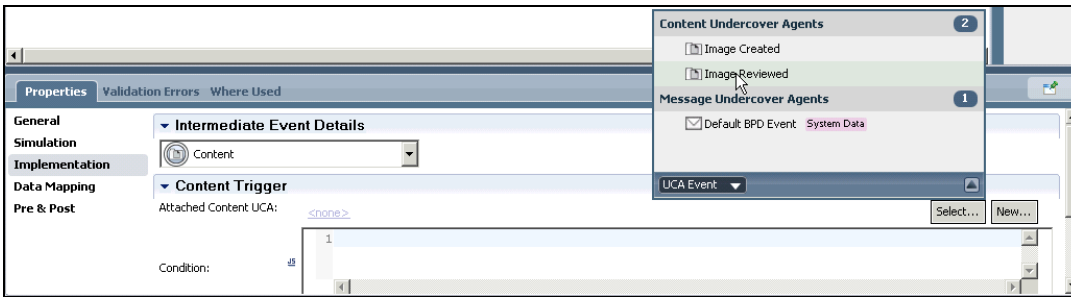 Content Undercover Agents 2
Image Created
Image Reviewed
Message Undercover Agents 1
Default BPD Event System Data
UCA Event
Properties Validation Errors Where Used
General
Simulation
Implementation
Data Mapping
Pre & Post
Intermediate Event Details
Content
Content Trigger
Attached Content UCA: <none> Select... New...
1
Condition: JS